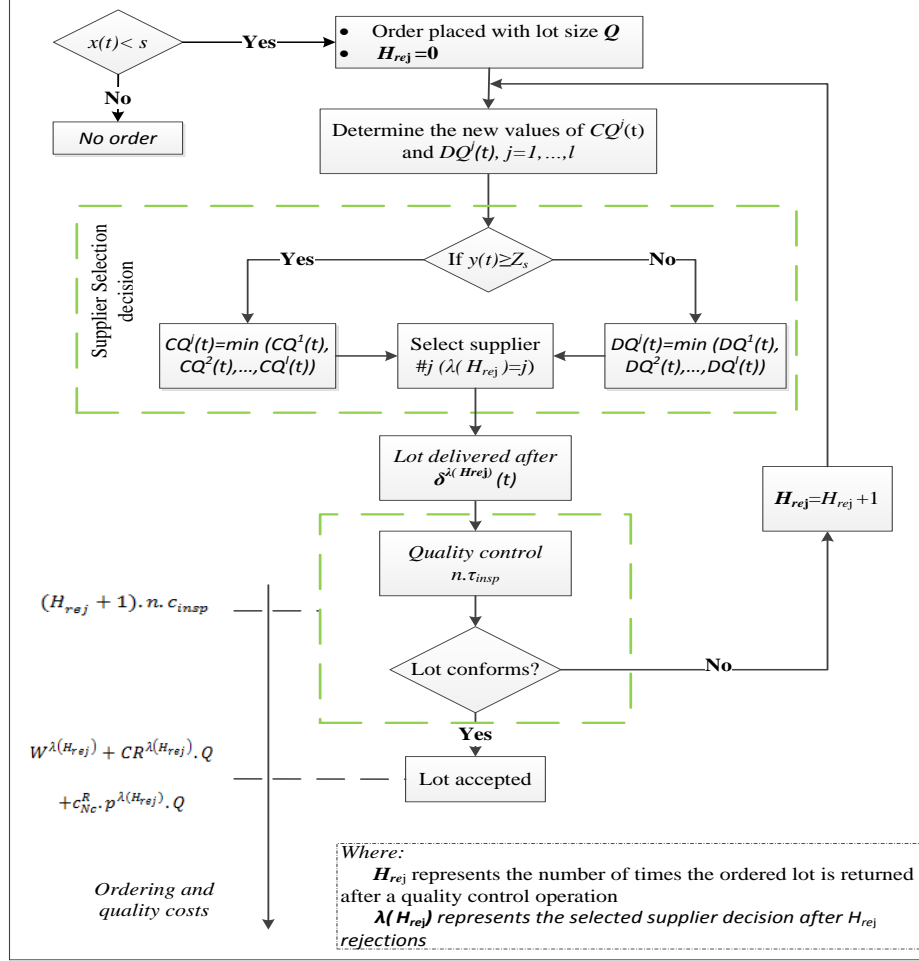 x(t)< s
Yes
• Order placed with lot size Q
• H_rej=0
No
No order
Determine the new values of CQ^j(t)
and DQ^j(t), j=1,...,l
Supplier Selection
decision
If y(t)≥Z_s
Yes
No
CQ^j(t)=min (CQ^1(t),
CQ^2(t),...,CQ^l(t))
Select supplier
#j (λ( H_rej )=j)
DQ^j(t)=min (DQ^1(t),
DQ^2(t),...,DQ^l(t))
Lot delivered after
δ^λ(Hrej) (t)
H_rej=H_rej +1
Quality control
n.τ_insp
(H_rej + 1). n. c_insp
Lot conforms?
No
Yes
W^λ(H_rej) + CR^λ(H_rej). Q
+c^R_Nc. p^λ(H_rej). Q
Lot accepted
Ordering and
quality costs
Where:
H_rej represents the number of times the ordered lot is returned
after a quality control operation
λ( H_rej) represents the selected supplier decision after H_rej
rejections